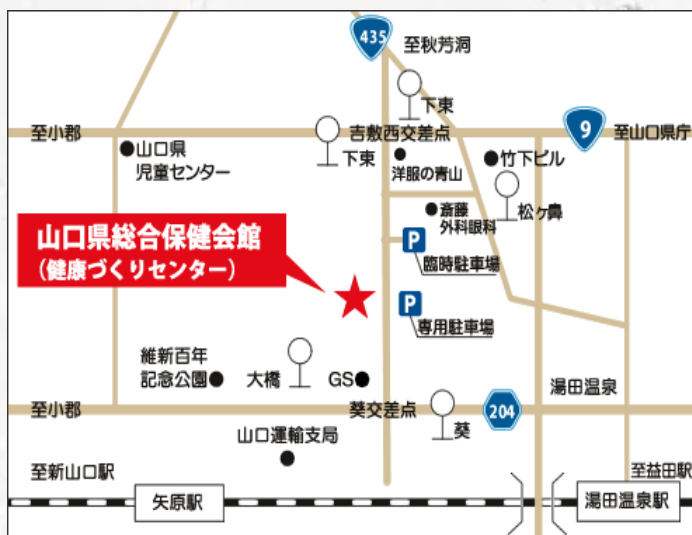 435
至秋芳洞
下東
至小郡
吉敷西交差点
9
至山口県庁
山口県
児童センター
下東
洋服の青山
竹下ビル
斎藤
外科眼科
松ヶ鼻
山口県総合保健会館
(健康づくりセンター)
P
臨時駐車場
P
専用駐車場
維新百年
記念公園
大橋
GS
湯田温泉
至小郡
葵交差点
204
葵
山口運輸支局
至新山口駅
至益田駅
矢原駅
湯田温泉駅